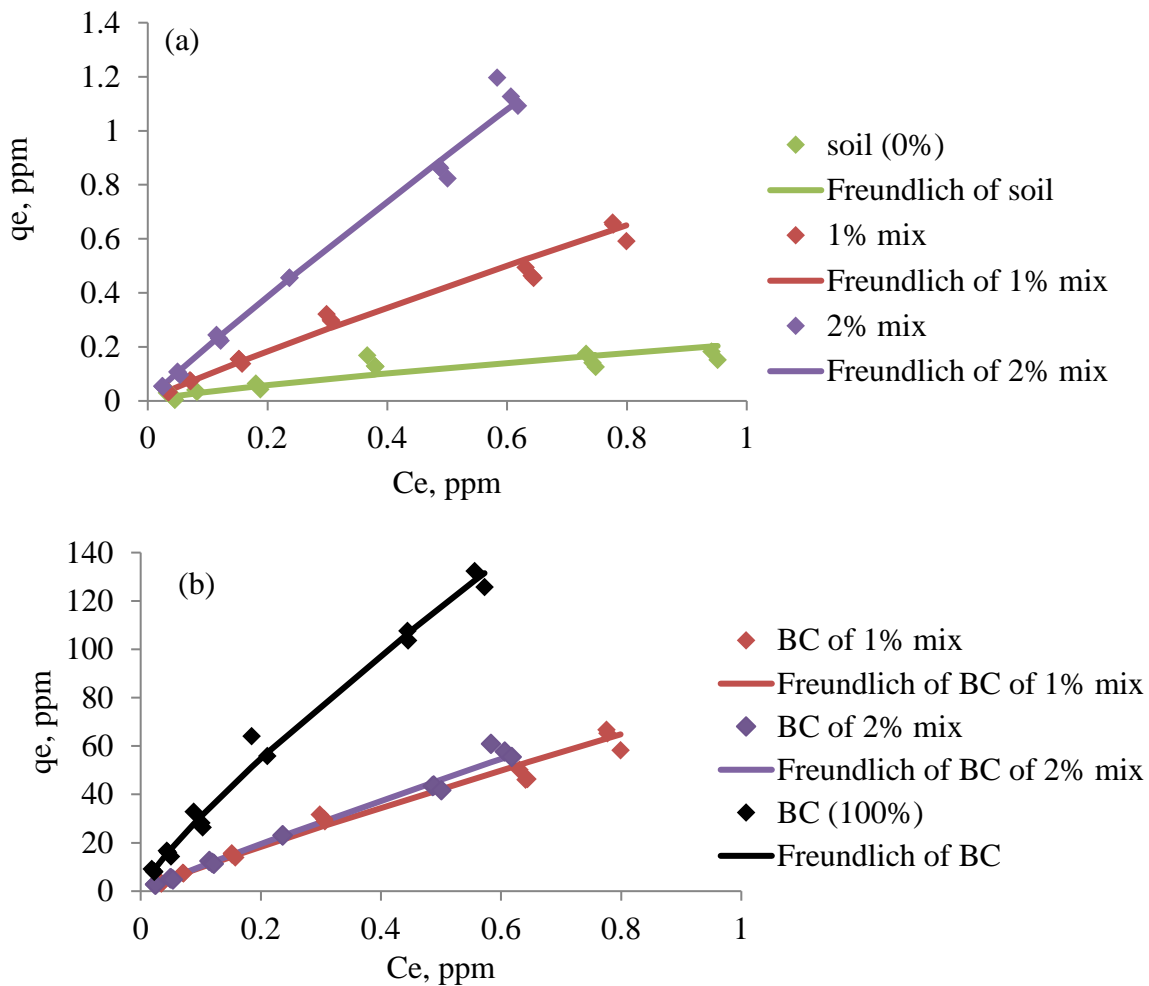 (a)
qe, ppm
1.4
1.2
1
0.8
0.6
0.4
0.2
0
0 0.2 0.4 0.6 0.8 1
Ce, ppm
soil (0%)
Freundlich of soil
1% mix
Freundlich of 1% mix
2% mix
Freundlich of 2% mix
(b)
qe, ppm
140
120
100
80
60
40
20
0
0 0.2 0.4 0.6 0.8 1
Ce, ppm
BC of 1% mix
Freundlich of BC of 1% mix
BC of 2% mix
Freundlich of BC of 2% mix
BC (100%)
Freundlich of BC